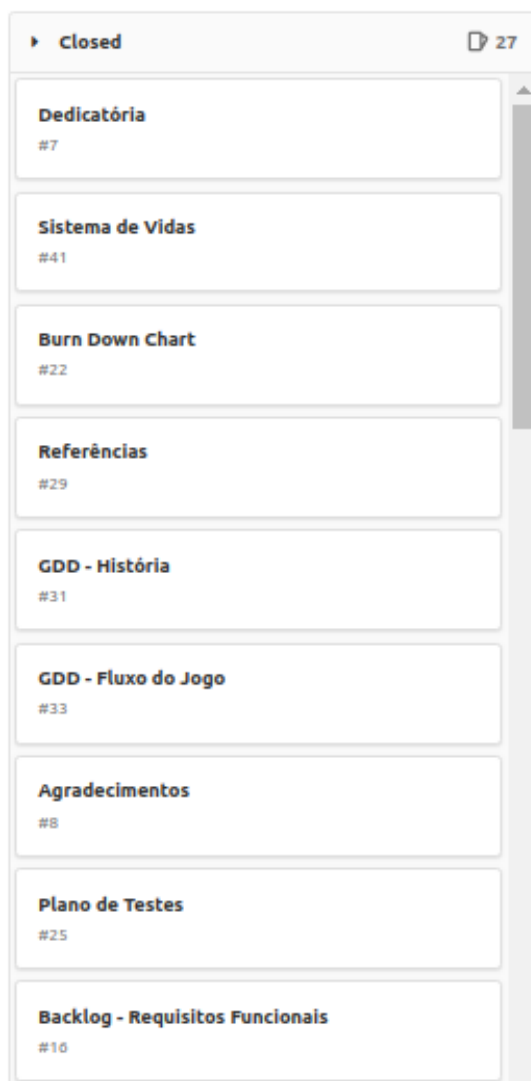 Closed 27
Dedicatória
#7
Sistema de Vidas
#41
Burn Down Chart
#22
Referências
#29
GDD - História
#31
GDD - Fluxo do Jogo
#33
Agradecimentos
#8
Plano de Testes
#25
Backlog - Requisitos Funcionais
#16